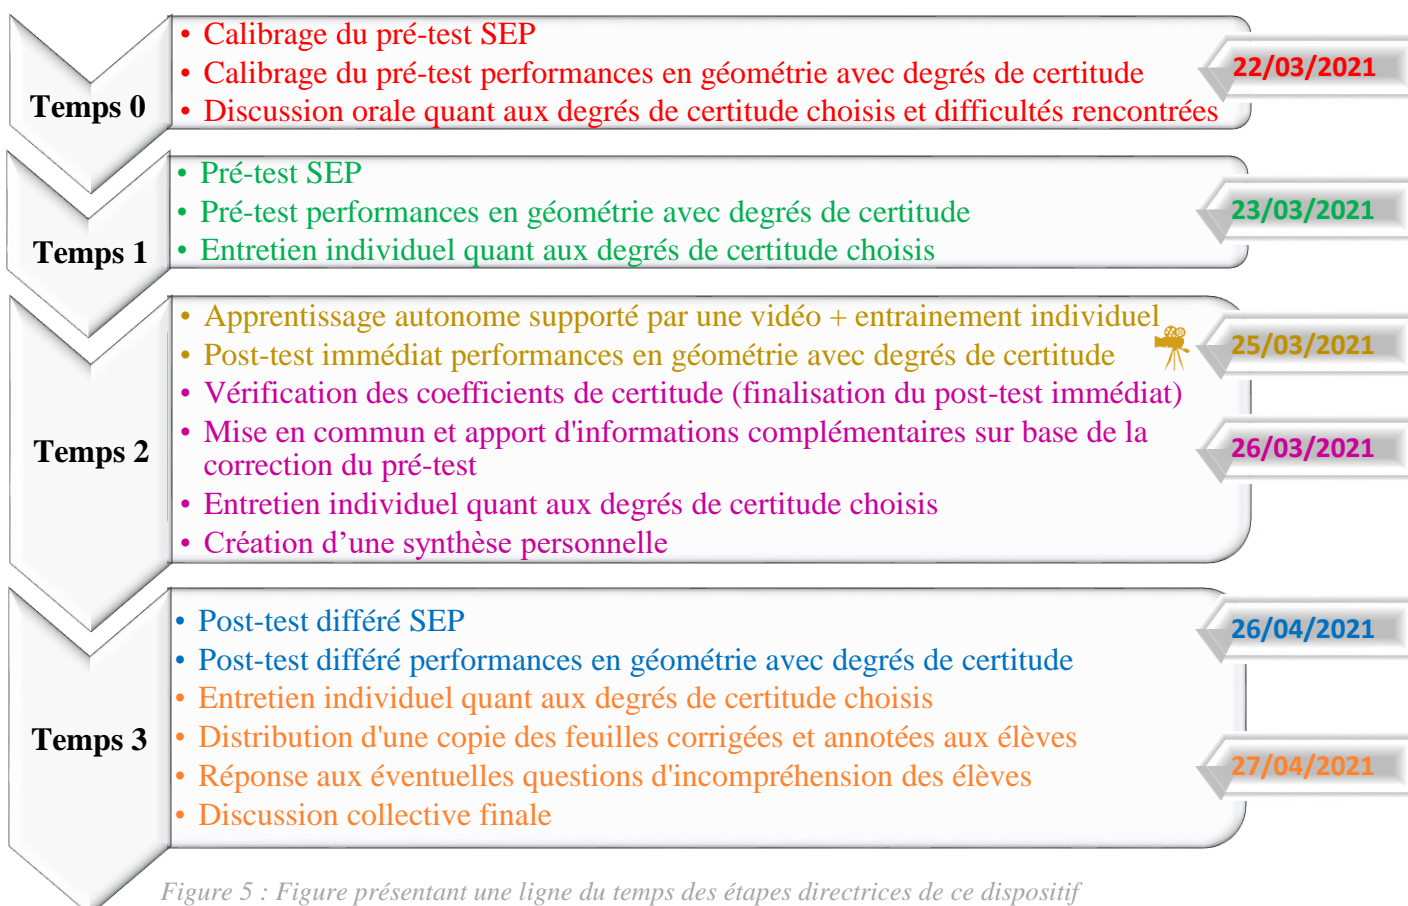 Temps 0
• Calibrage du pré-test SEP
• Calibrage du pré-test performances en géométrie avec degrés de certitude
• Discussion orale quant aux degrés de certitude choisis et difficultés rencontrées
22/03/2021
Temps 1
• Pré-test SEP
• Pré-test performances en géométrie avec degrés de certitude
• Entretien individuel quant aux degrés de certitude choisis
23/03/2021
Temps 2
• Apprentissage autonome supporté par une vidéo + entrainement individuel
• Post-test immédiat performances en géométrie avec degrés de certitude
25/03/2021
• Vérification des coefficients de certitude (finalisation du post-test immédiat)
• Mise en commun et apport d'informations complémentaires sur base de la
correction du pré-test
• Entretien individuel quant aux degrés de certitude choisis
• Création d’une synthèse personnelle
26/03/2021
Temps 3
• Post-test différé SEP
• Post-test différé performances en géométrie avec degrés de certitude
26/04/2021
• Entretien individuel quant aux degrés de certitude choisis
• Distribution d'une copie des feuilles corrigées et annotées aux élèves
• Réponse aux éventuelles questions d'incompréhension des élèves
• Discussion collective finale
27/04/2021
Figure 5 : Figure présentant une ligne du temps des étapes directrices de ce dispositif